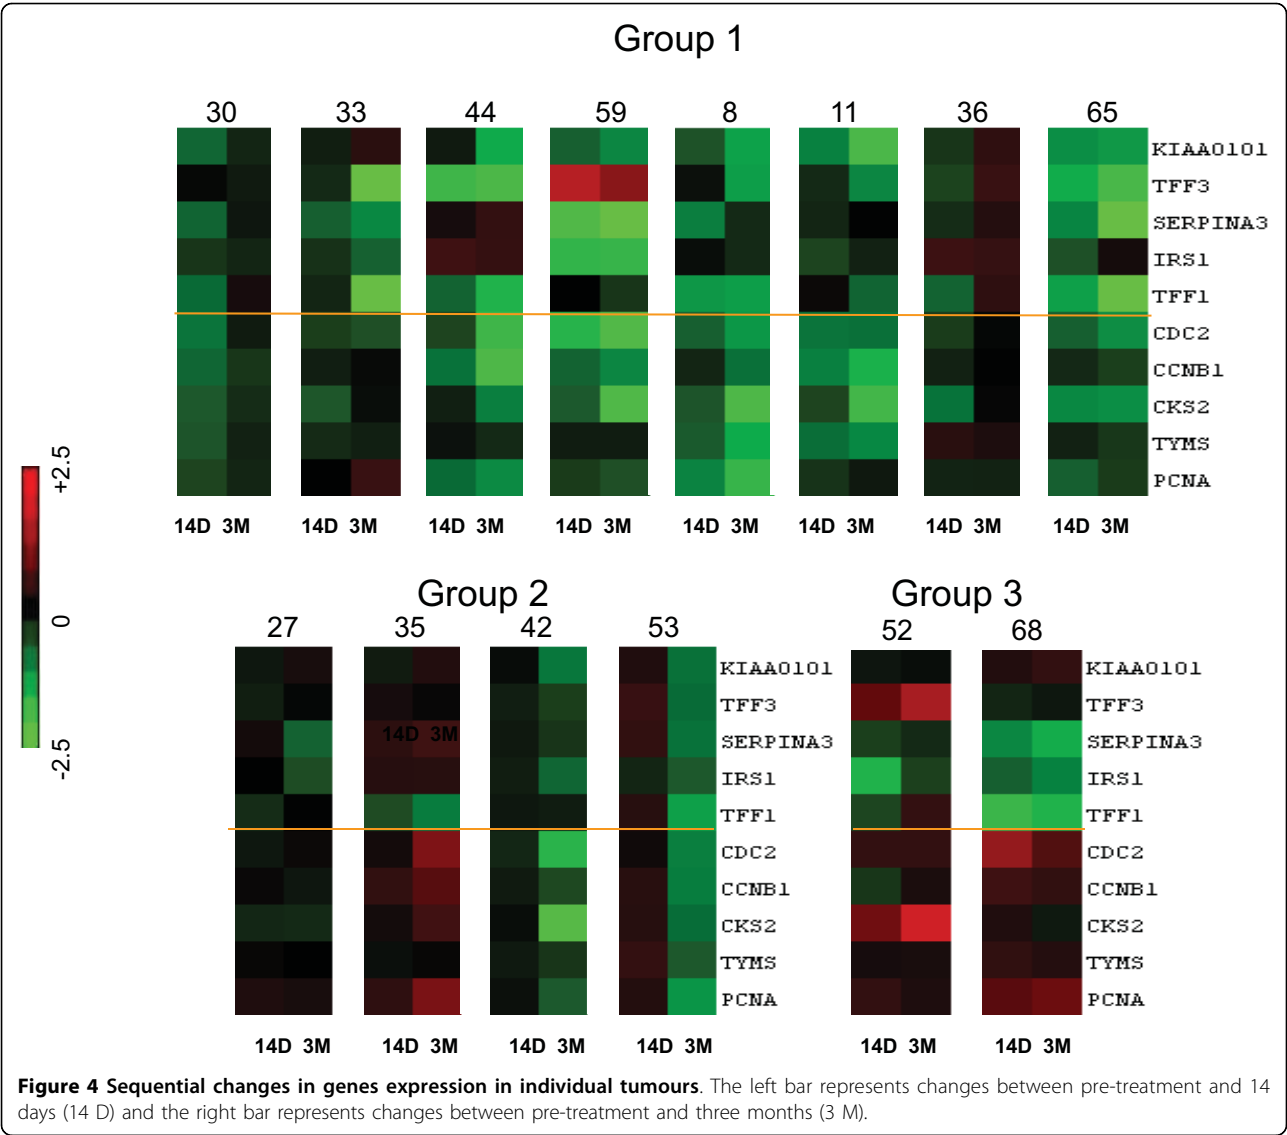 Group 1
30 33 44 59 8 11 36 65
KIAA0101
TFF3
SERPINA3
IRS1
TFF1
CDC2
CCNB1
CKS2
TYMS
PCNA
14D 3M 14D 3M 14D 3M 14D 3M 14D 3M 14D 3M 14D 3M 14D 3M
+2.5
0
-2.5
Group 2
27 35 42 53
KIAA0101
TFF3
SERPINA3
14D 3M
IRS1
TFF1
CDC2
CCNB1
CKS2
TYMS
PCNA
14D 3M 14D 3M 14D 3M 14D 3M
Group 3
52 68
KIAA0101
TFF3
SERPINA3
IRS1
TFF1
CDC2
CCNB1
CKS2
TYMS
PCNA
14D 3M 14D 3M
Figure 4 Sequential changes in genes expression in individual tumours. The left bar represents changes between pre-treatment and 14
days (14 D) and the right bar represents changes between pre-treatment and three months (3 M).